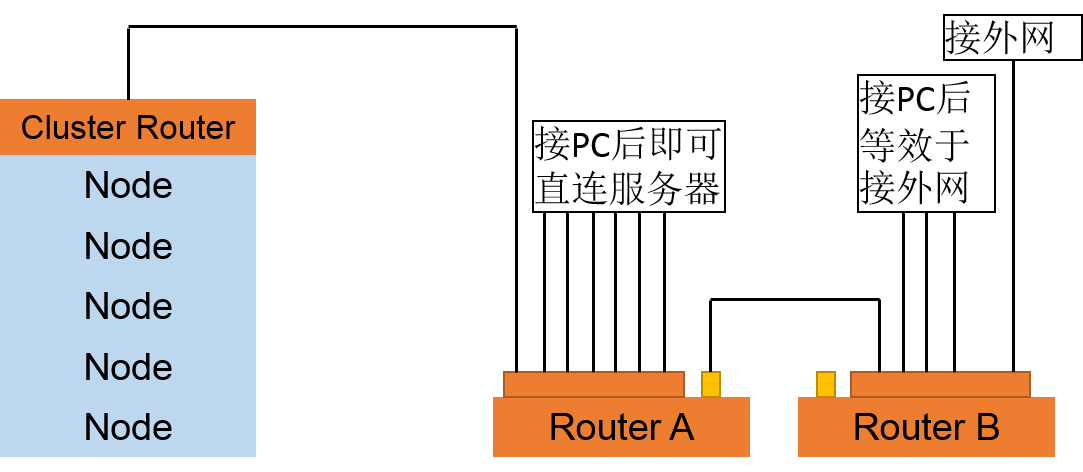 接外网
接PC后
等效于
接外网
接PC后即可
直连服务器
Cluster Router
Node
Node
Node
Node
Node
Router A
Router B